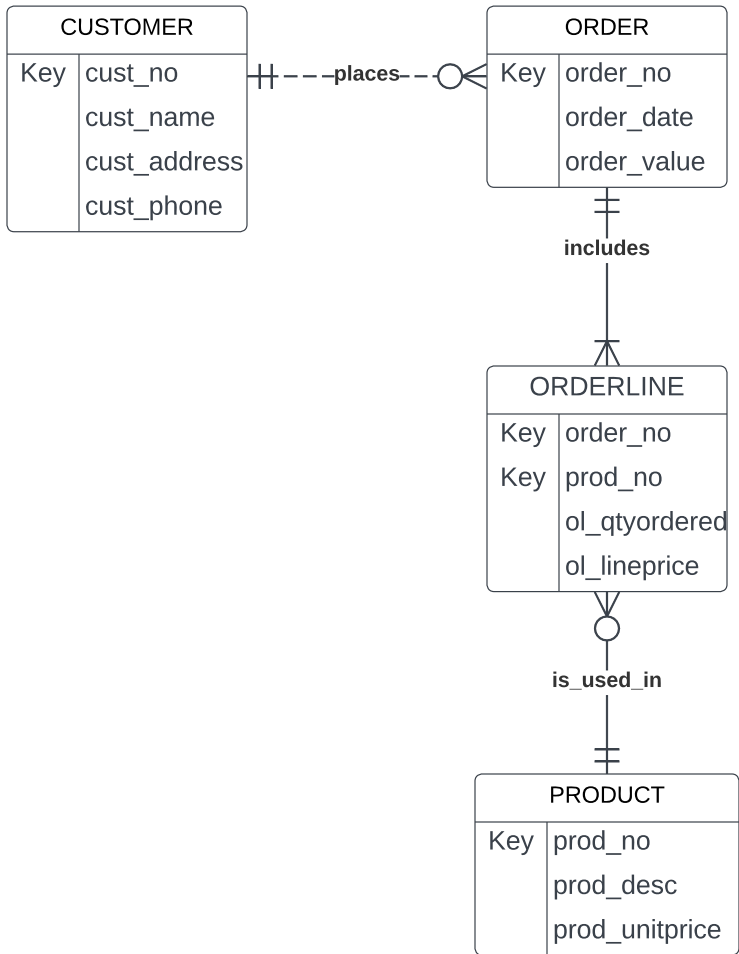 CUSTOMER
Key cust_no
cust_name
cust_address
cust_phone
places
ORDER
Key order_no
order_date
order_value
includes
ORDERLINE
Key order_no
Key prod_no
ol_qtyordered
ol_lineprice
is_used_in
PRODUCT
Key prod_no
prod_desc
prod_unitprice